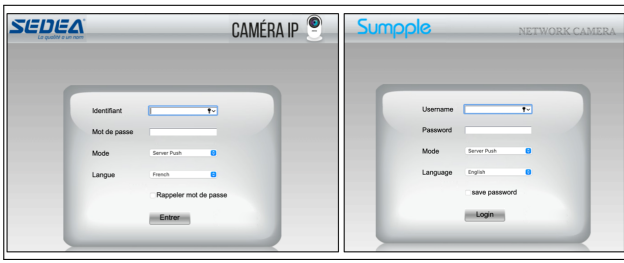 SEDEA
La qualité a un nom
CAMÉRA IP
Identifiant
Mot de passe
Mode
Server Push
Langue
French
Rappeler mot de passe
Entrer
Sumpple
NETWORK CAMERA
Username
Password
Mode
Server Push
Language
English
save password
Login